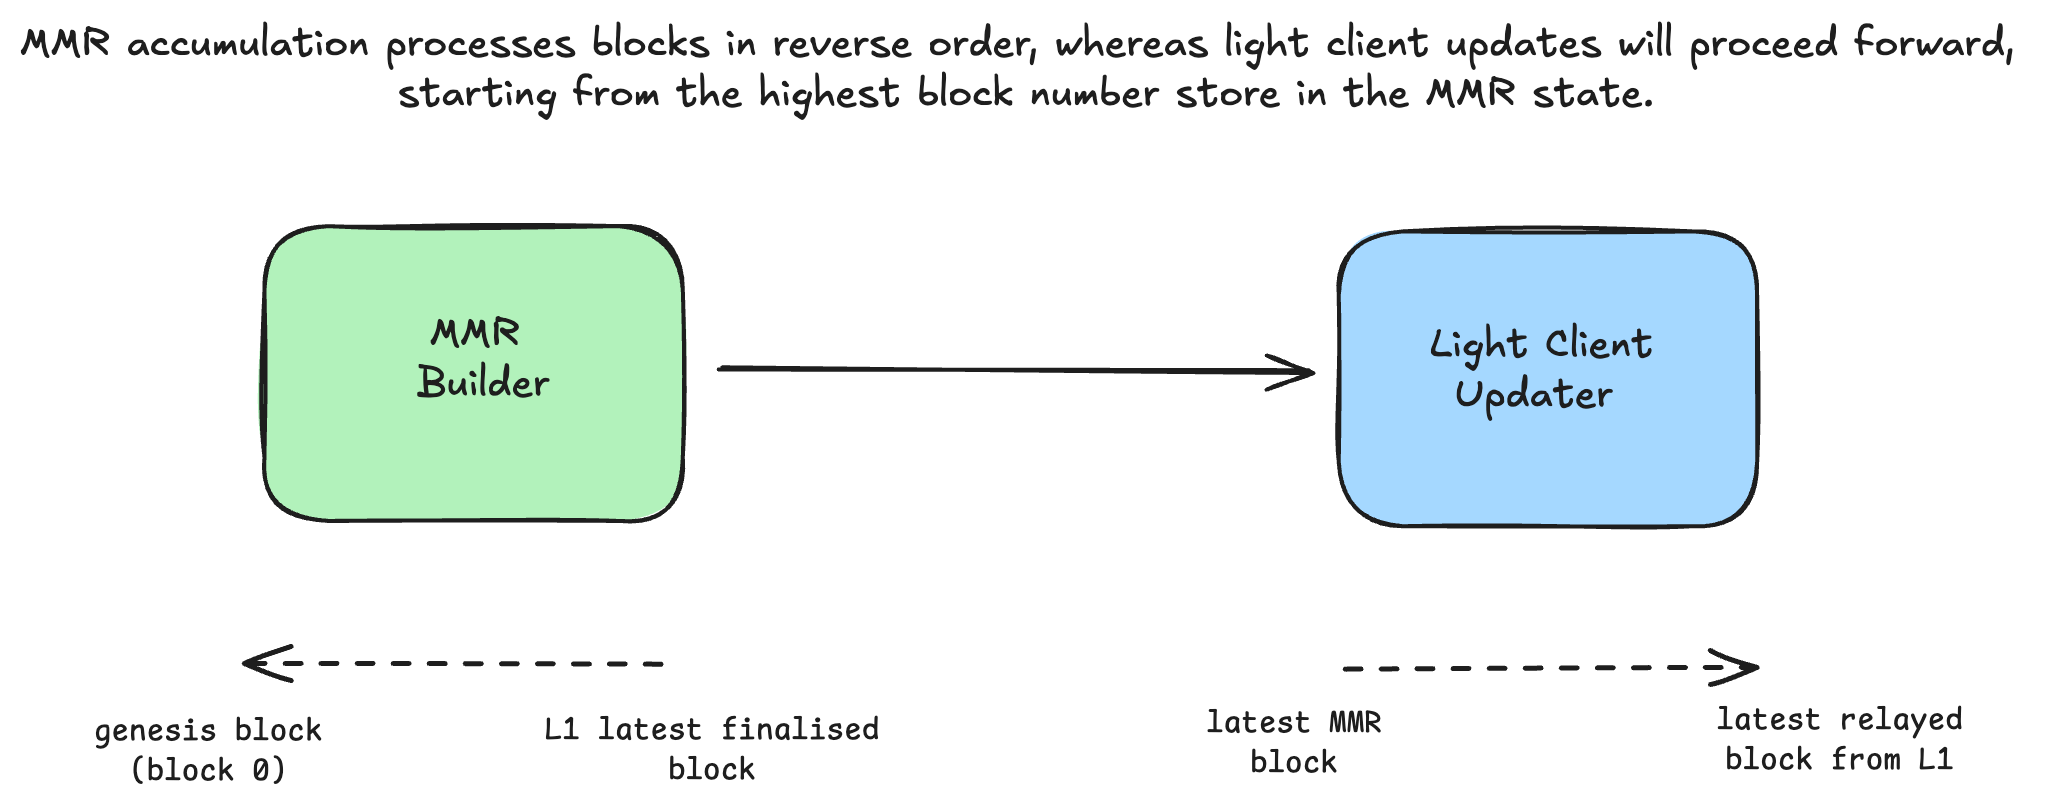 MMR accumulation processes blocks in reverse order, whereas light client updates will proceed forward,
starting from the highest block number store in the MMR state.
MMR
Builder
Light Client
Updater
genesis block
(block 0)
L1 latest finalised
block
latest MMR
block
latest relayed
block from L1